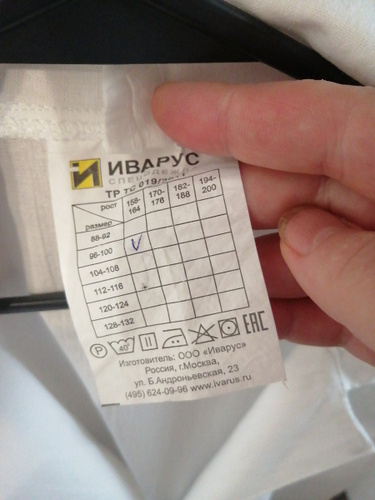 ИВАРУС
СПЕЦОДЕЖДА
ТР ТС 019/2011
рост 158-164 170-176 182-188 194-200
размер
88-92
96-100 V
104-108
112-116
120-124
128-132
P 40° EAC
Изготовитель: ООО «Иварус»
Россия, г.Москва,
ул. Б.Андроньевская, 23
(495) 624-09-96 www.ivarus.ru